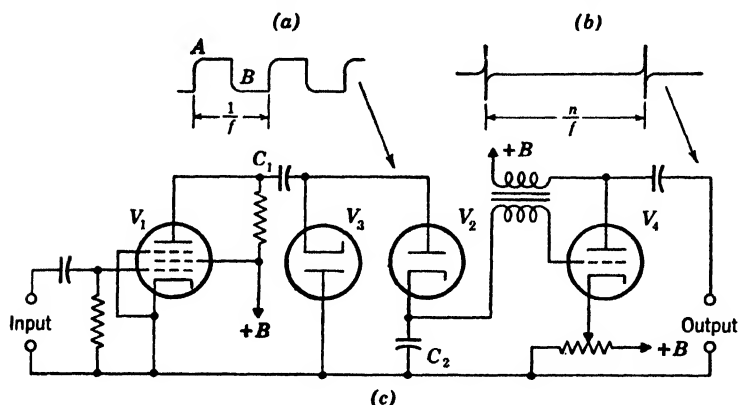 (a)
(b)
A
B
1/f
n/f
+B
C₁
V₁
V₃
V₂
V₄
Input
+B
C₂
+B
Output
(c)